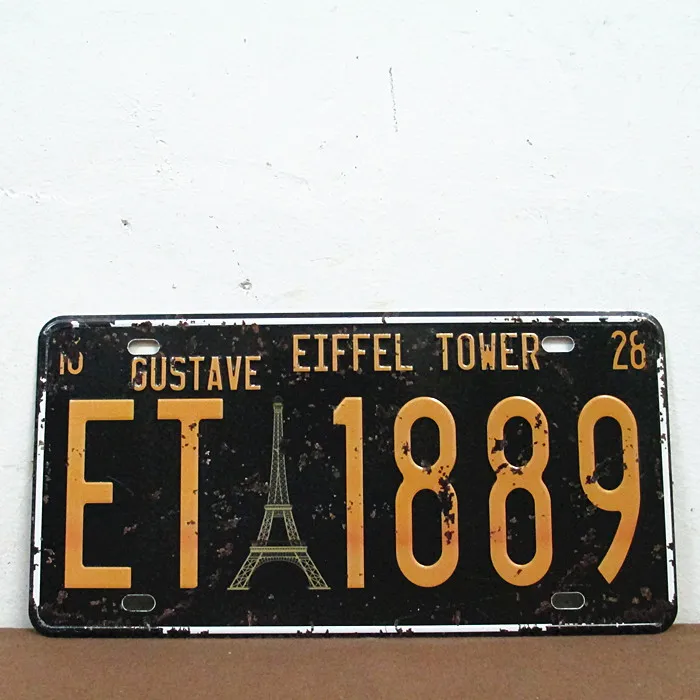 10 GUSTAVE EIFFEL TOWER 28
ET 1889